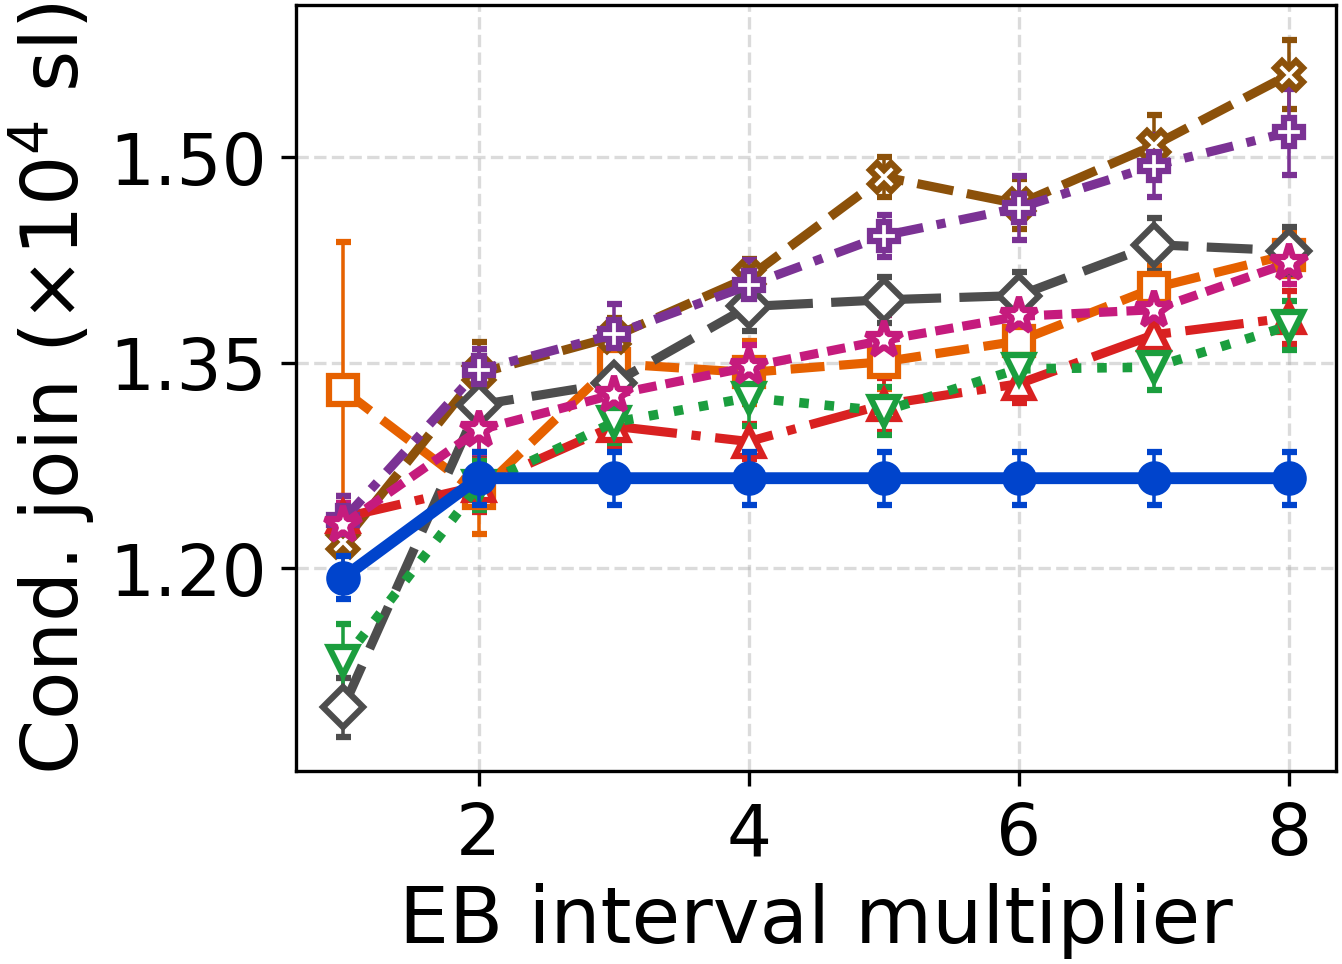 Cond. join (×10⁴ sl)
1.50
1.35
1.20
2 4 6 8
EB interval multiplier